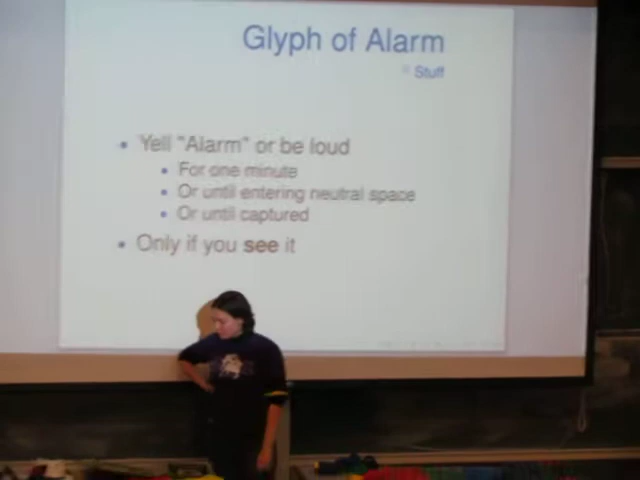 Glyph of Alarm
Stuff
Yell "Alarm" or be loud
For one minute
Or until entering neutral space
Or until captured
Only if you see it